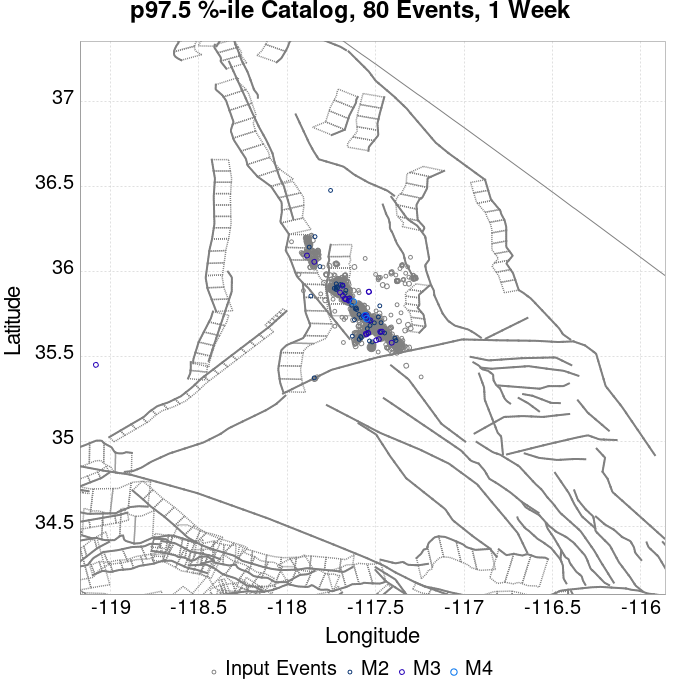 p97.5 %-ile Catalog, 80 Events, 1 Week
37
36.5
36
35.5
35
34.5
Latitude
-119 -118.5 -118 -117.5 -117 -116.5 -116
Longitude
Input Events M2 M3 M4